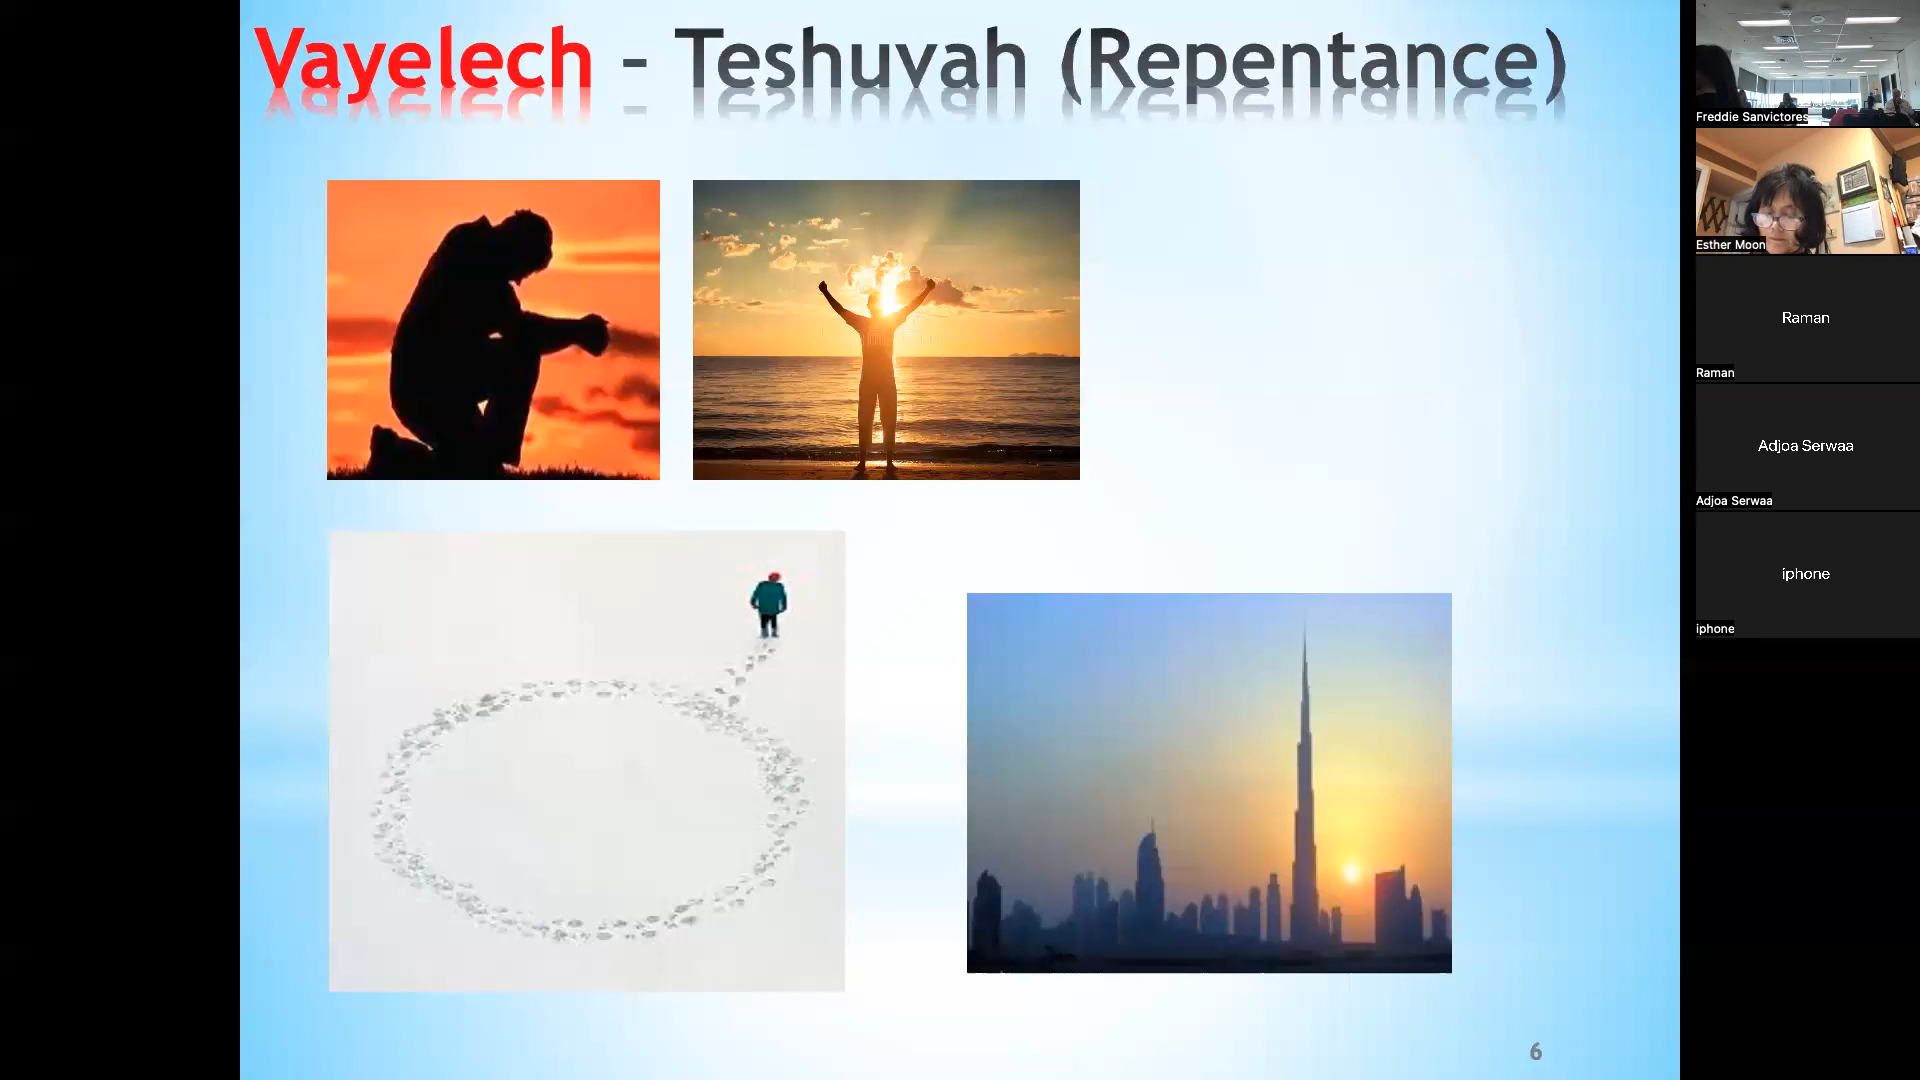 Vayelech - Teshuvah (Repentance)
6
Freddie Sanvictores
Esther Moon
Raman
Raman
Adjoa Serwaa
Adjoa Serwaa
iphone
iphone